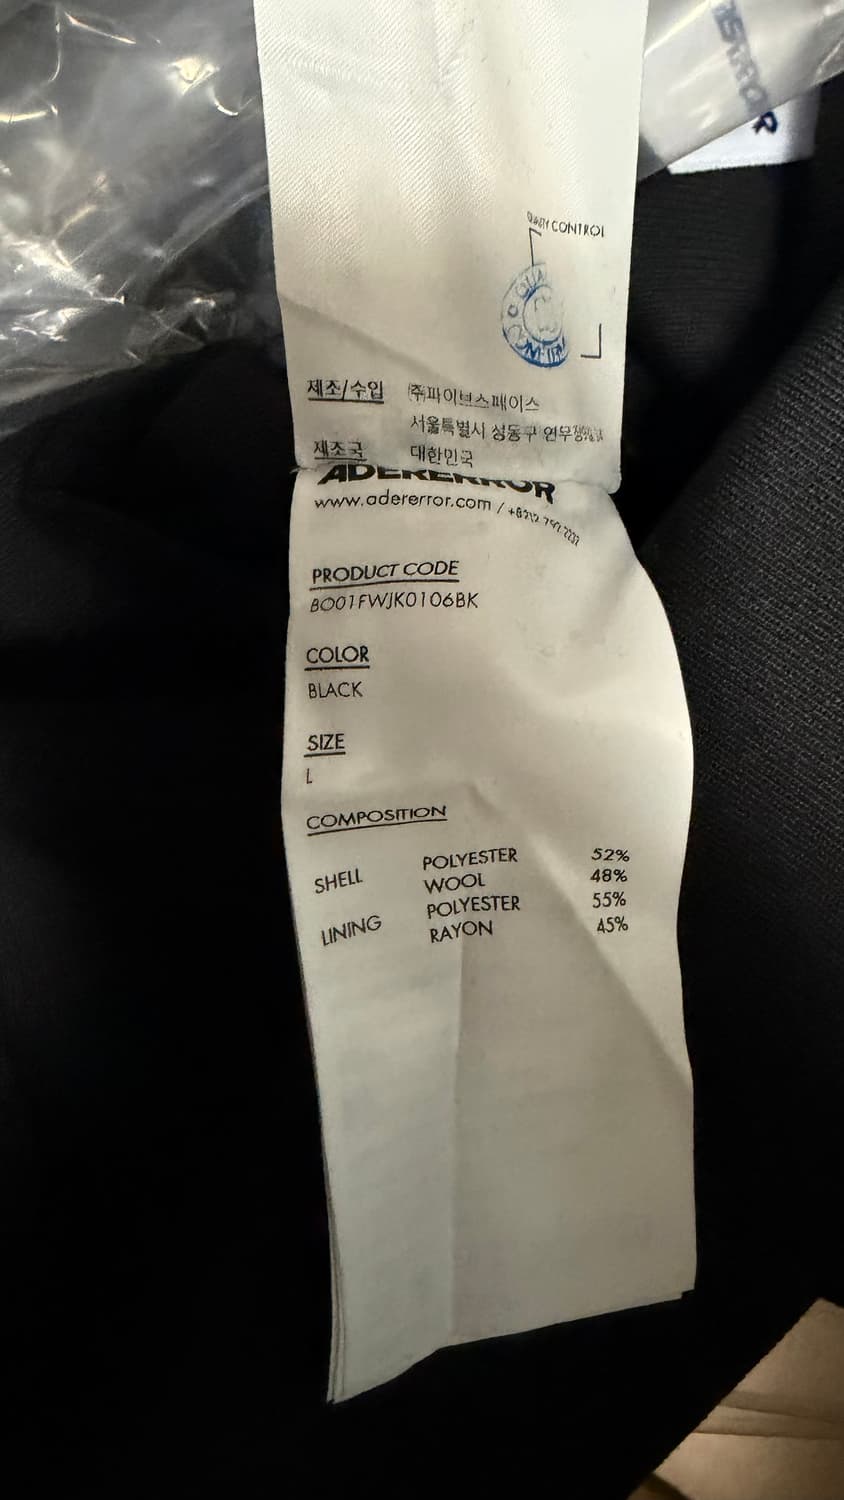 QUALITY CONTROL
제조/수입 (주)파이브스페이스
서울특별시 성동구 연무장길
제조국 대한민국
ADERERROR
www.adererror.com /
PRODUCT CODE
BO01FWJK0106BK
COLOR
BLACK
SIZE
L
COMPOSITION
SHELL POLYESTER 52%
WOOL 48%
LINING POLYESTER 55%
RAYON 45%